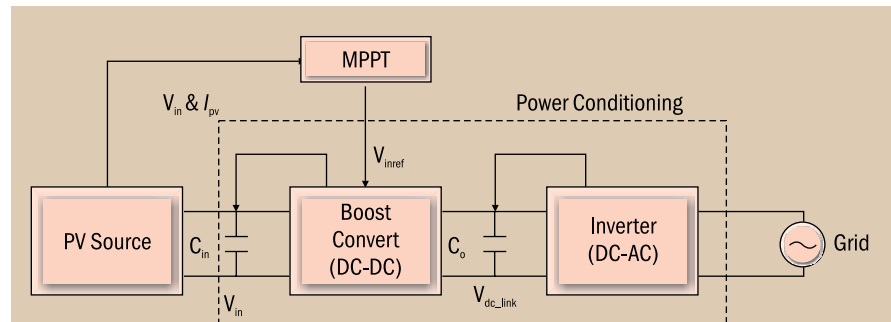 MPPT
V_in & I_pv
Power Conditioning
V_inref
PV Source
C_in
Boost
Convert
(DC-DC)
C_o
Inverter
(DC-AC)
Grid
V_in
V_dc_link